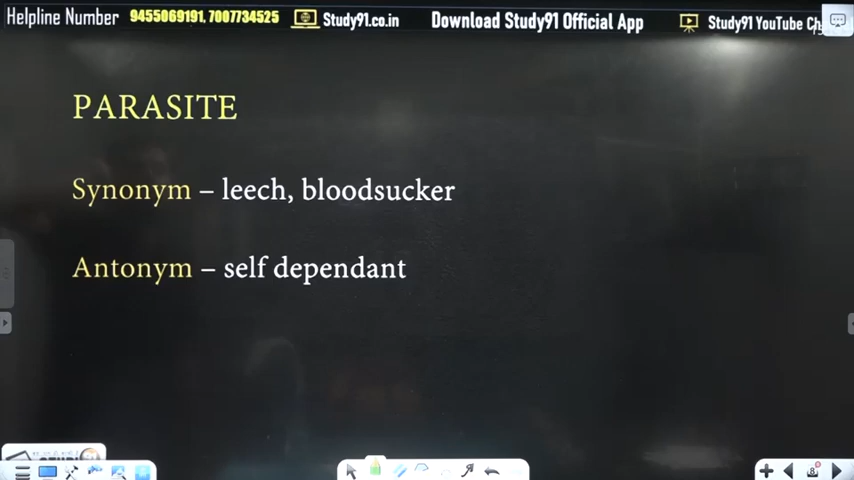 Helpline Number 9455069191, 7007734525 Study91.co.in Download Study91 Official App Study91 YouTube
PARASITE
Synonym – leech, bloodsucker
Antonym – self dependant
8